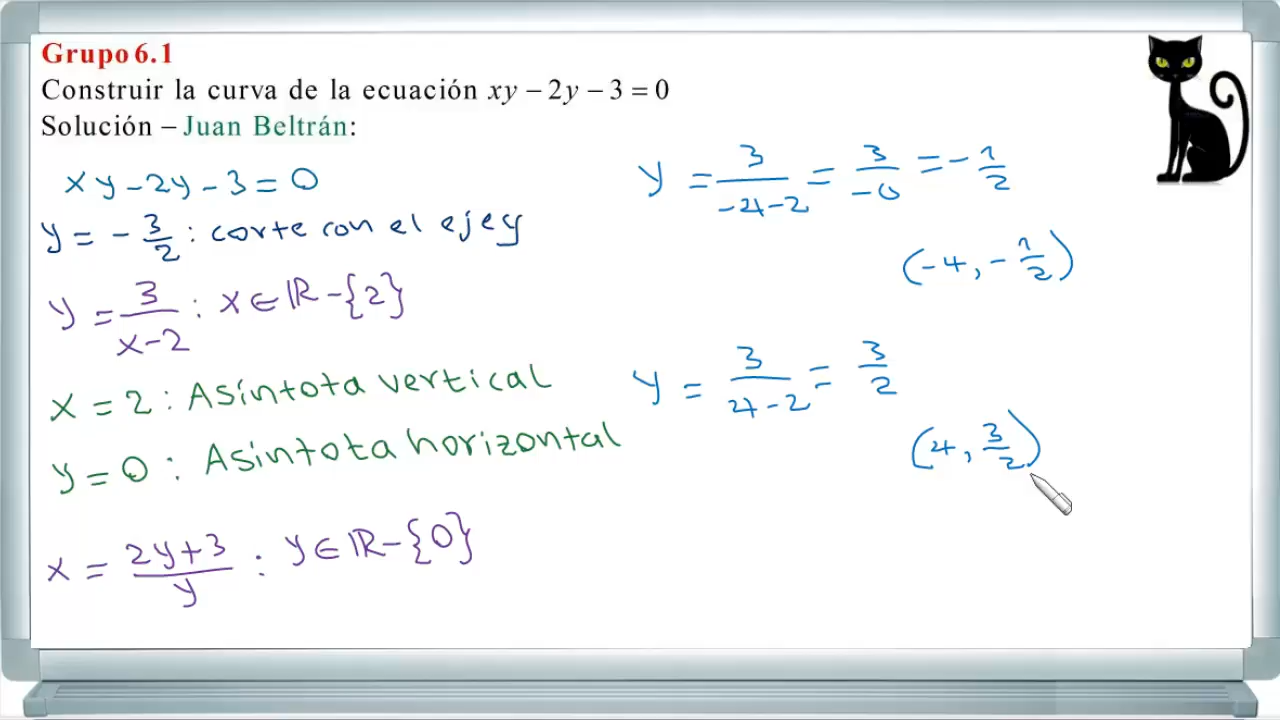 Grupo 6.1
Construir la curva de la ecuación xy − 2y − 3 = 0
Solución − Juan Beltrán:
xy - 2y - 3 = 0
y = - 3/2 : corte con el eje y
y = 3/(x-2) : x ∈ ℝ - {2}
x = 2 : Asíntota vertical
y = 0 : Asíntota horizontal
x = (2y+3)/y : y ∈ ℝ - {0}
y = 3/(-4-2) = 3/-6 = - 1/2
(-4, - 1/2)
y = 3/(4-2) = 3/2
(4, 3/2)